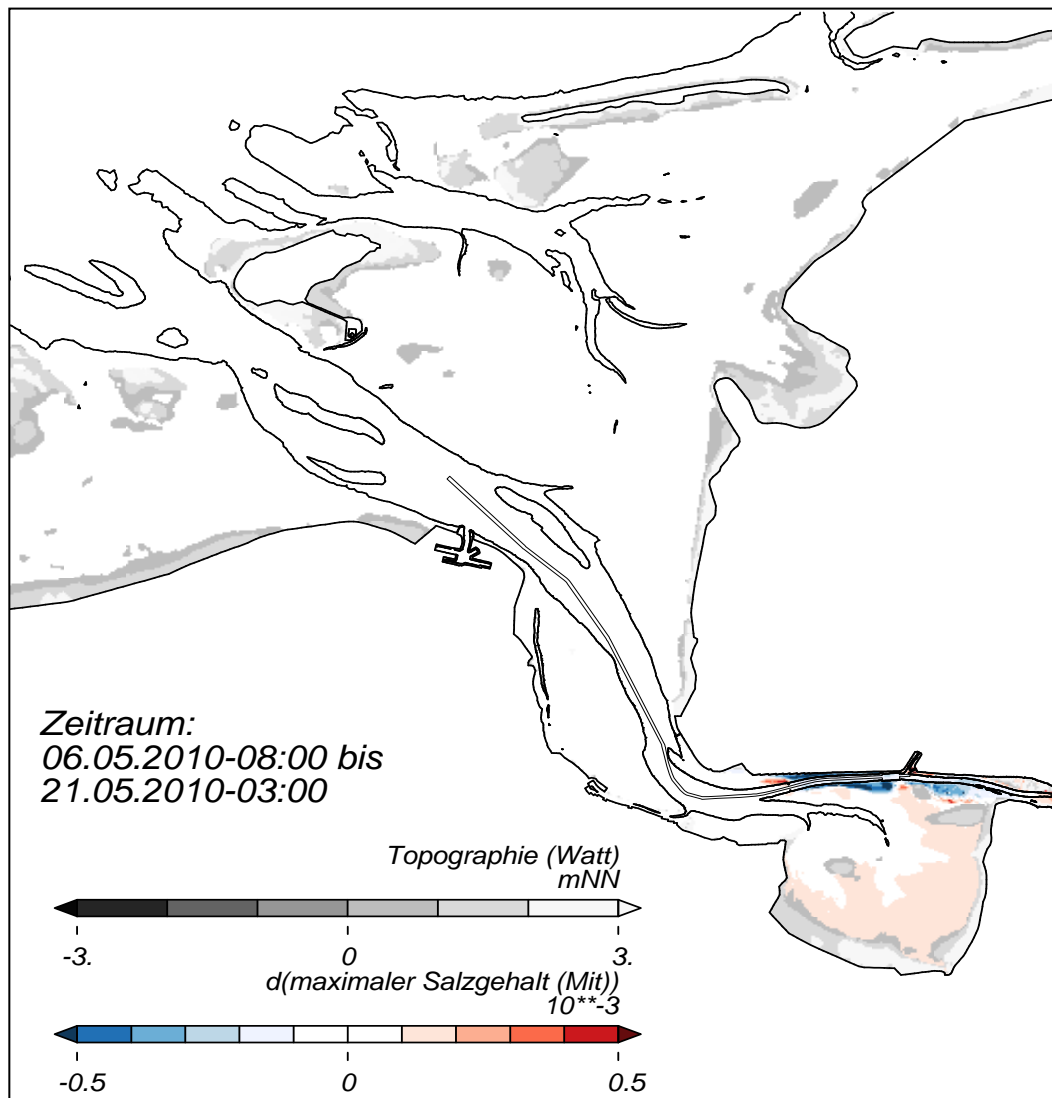 Zeitraum:
06.05.2010-08:00 bis
21.05.2010-03:00
Topographie (Watt)
mNN
-3. 0 3.
d(maximaler Salzgehalt (Mit))
10**-3
-0.5 0 0.5